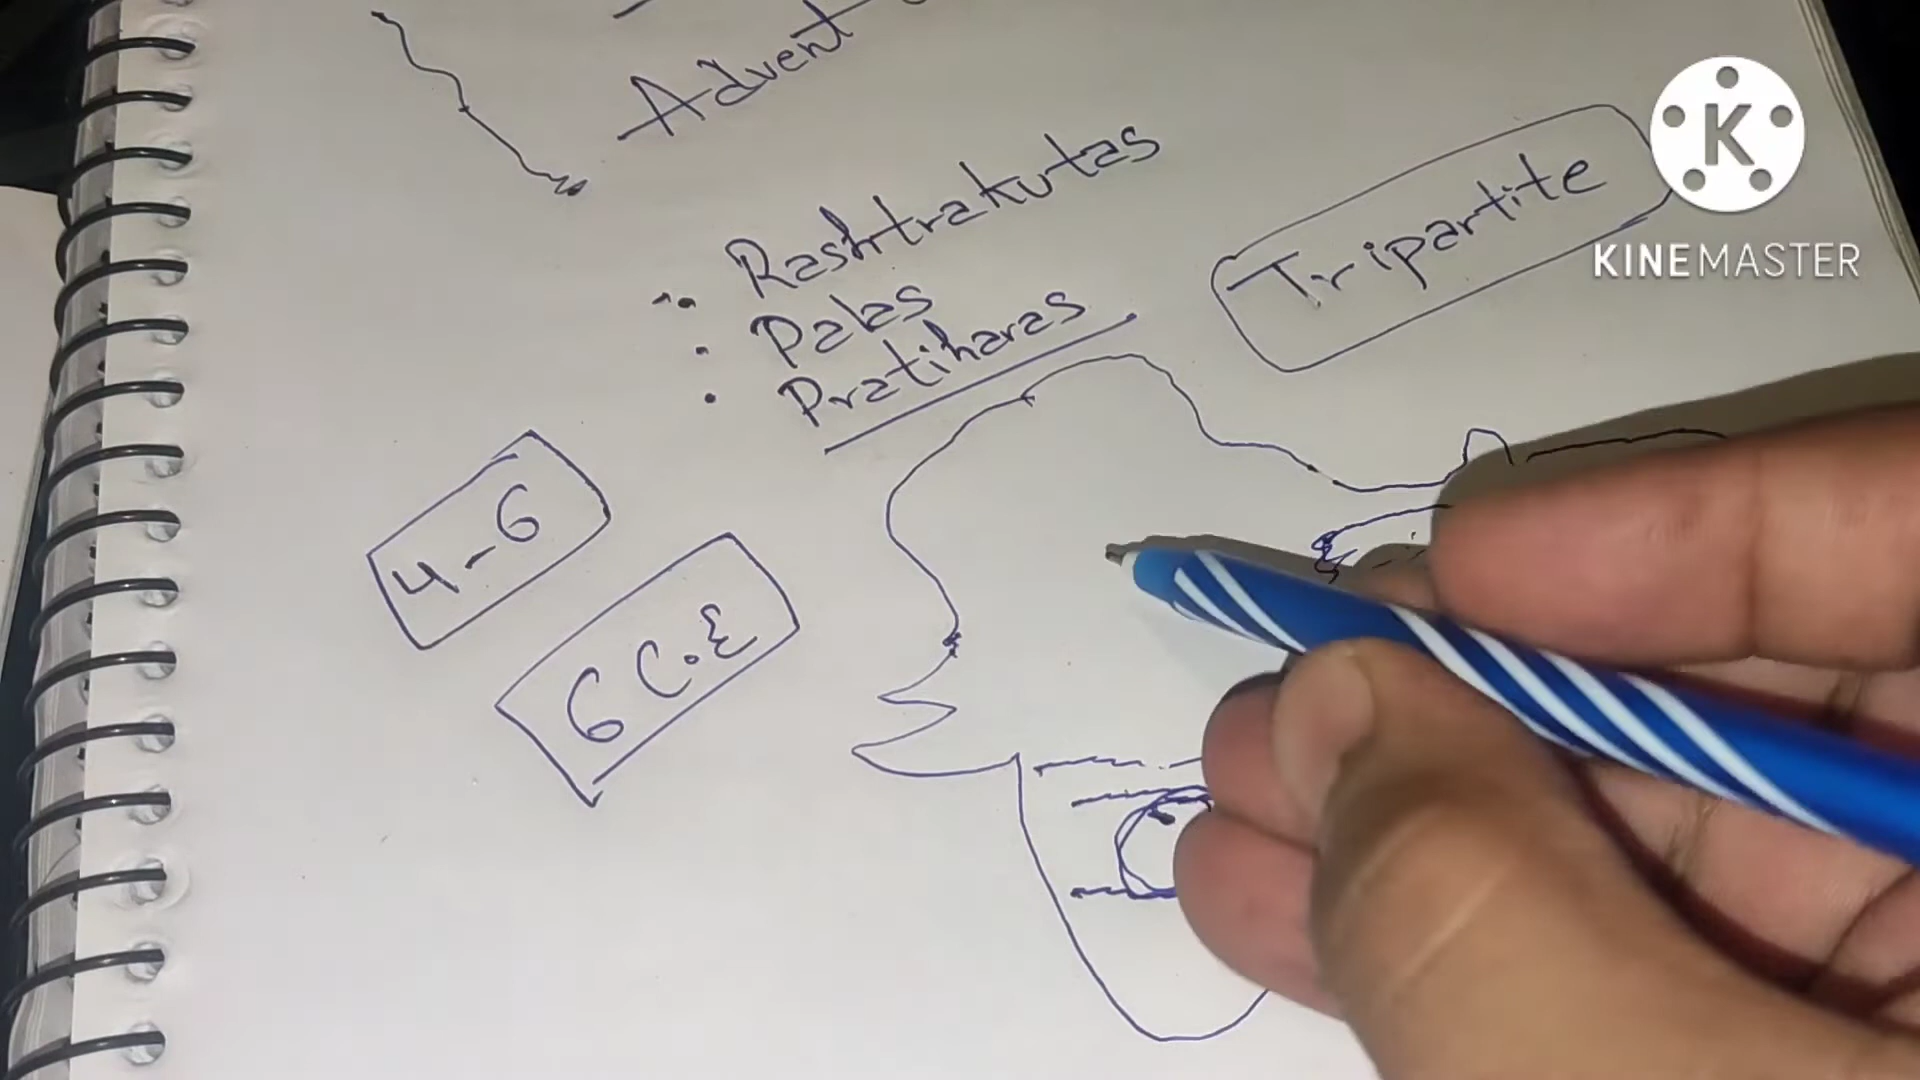 Advent
Rashtrakutas
Palas
Pratiharas
Tripartite
K
KINEMASTER
4-6
6 C.E